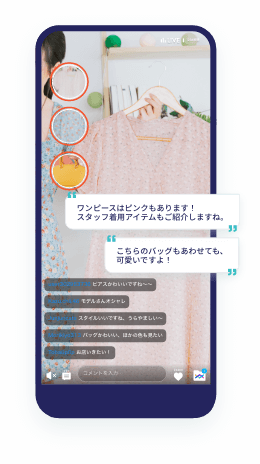 ワンピースはピンクもあります！
スタッフ着用アイテムもご紹介しますね。
こちらのバッグもあわせても、
可愛いですよ！
ピアスかわいいですね〜〜
モデルさんオシャレ
スタイルいいですね、うらやましい〜
バッグかわいい、ほかの色も見たい
お店いきたい！
コメントを入力